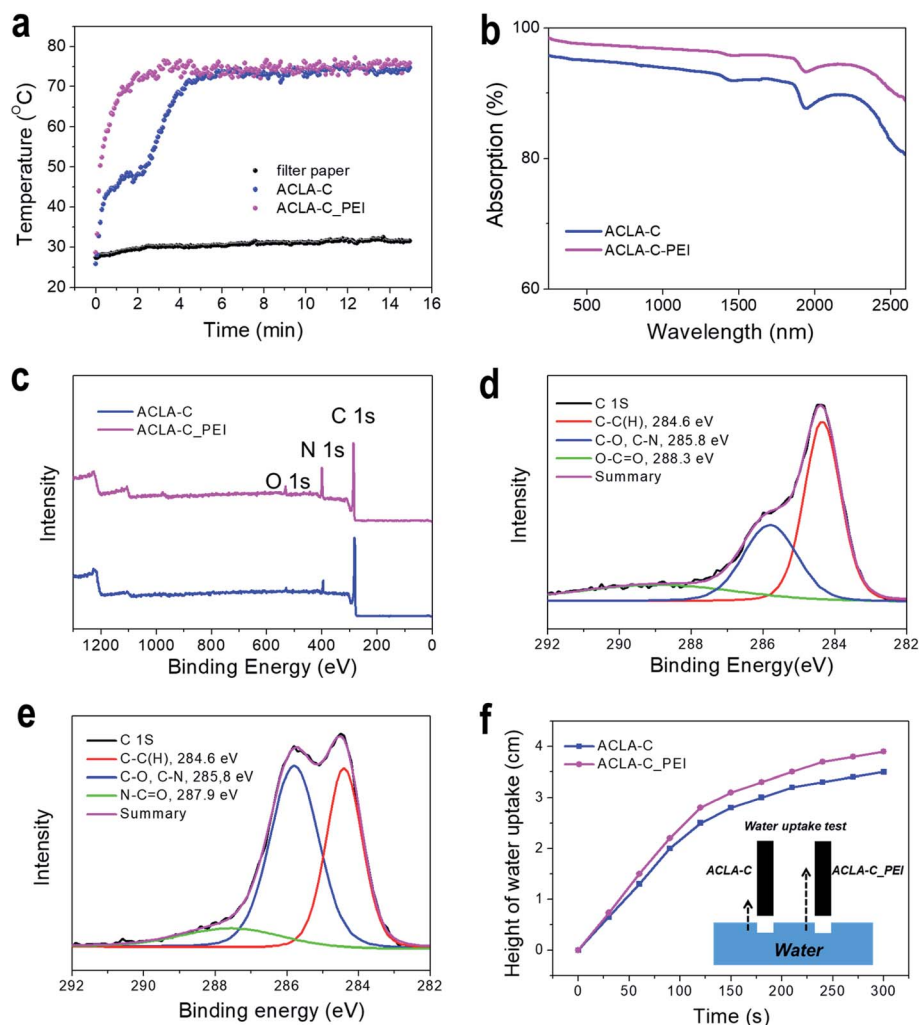 a
Temperature (°C)
80
70
60
50
40
30
20
filter paper
ACLA-C
ACLA-C_PEI
0 2 4 6 8 10 12 14 16
Time (min)
b
Absorption (%)
100
80
60
ACLA-C
ACLA-C-PEI
500 1000 1500 2000 2500
Wavelength (nm)
c
Intensity
ACLA-C
ACLA-C_PEI
C 1s
N 1s
O 1s
1200 1000 800 600 400 200 0
Binding Energy (eV)
d
Intensity
C 1S
C-C(H), 284.6 eV
C-O, C-N, 285.8 eV
O-C=O, 288.3 eV
Summary
292 290 288 286 284 282
Binding Energy(eV)
e
Intensity
C 1S
C-C(H), 284.6 eV
C-O, C-N, 285,8 eV
N-C=O, 287.9 eV
Summary
292 290 288 286 284 282
Binding energy (eV)
f
Height of water uptake (cm)
4
3
2
1
0
ACLA-C
ACLA-C_PEI
Water uptake test
ACLA-C
ACLA-C_PEI
Water
0 50 100 150 200 250 300
Time (s)